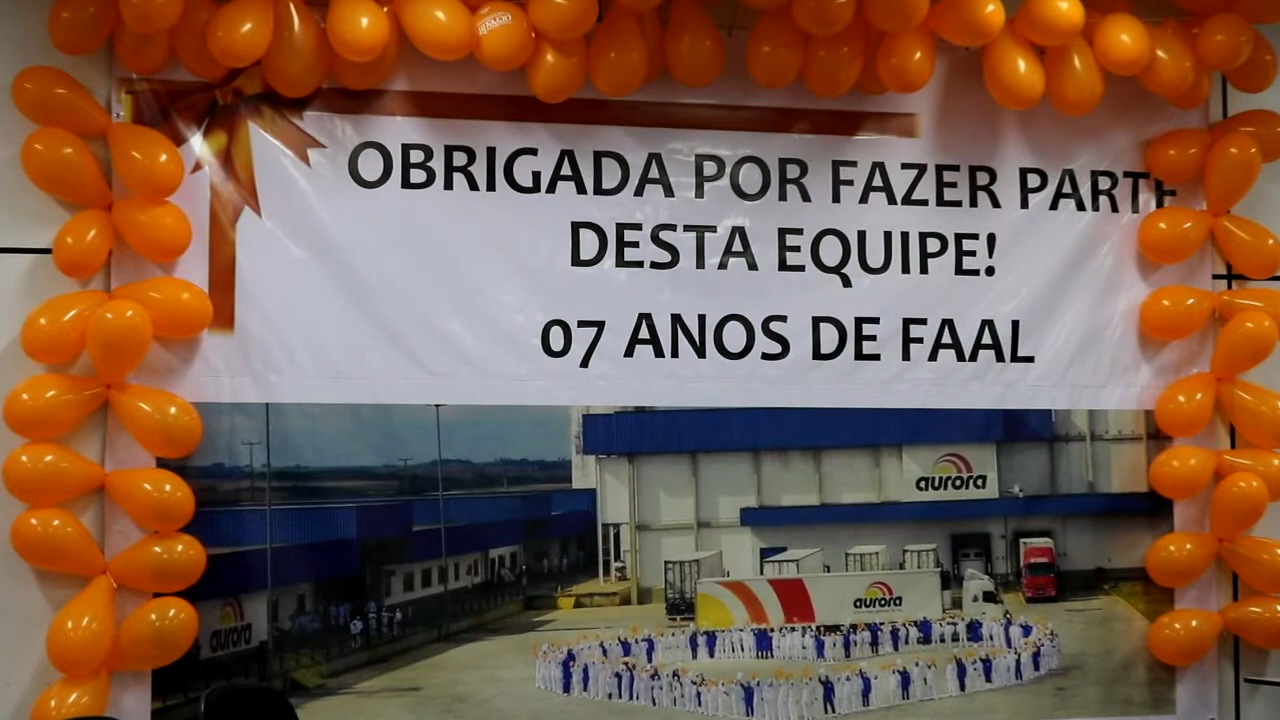 OBRIGADA POR FAZER PARTE
DESTA EQUIPE!
07 ANOS DE FAAL
aurora
aurora
aurora